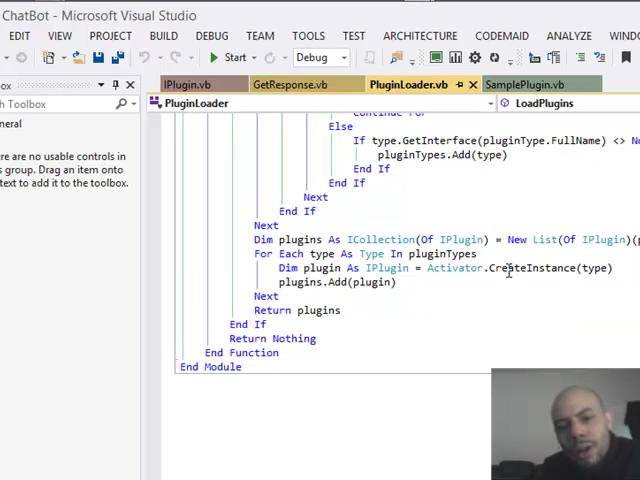 ChatBot - Microsoft Visual Studio
EDIT VIEW PROJECT BUILD DEBUG TEAM TOOLS TEST ARCHITECTURE CODEMAID ANALYZE WINDOW
Start Debug
ox
IPlugin.vb GetResponse.vb PluginLoader.vb SamplePlugin.vb
ch Toolbox
PluginLoader LoadPlugins
neral
ere are no usable controls in
s group. Drag an item onto
text to add it to the toolbox.
Continue For
Else
If type.GetInterface(pluginType.FullName) <> No
pluginTypes.Add(type)
End If
End If
Next
End If
Next
Dim plugins As ICollection(Of IPlugin) = New List(Of IPlugin)(p
For Each type As Type In pluginTypes
Dim plugin As IPlugin = Activator.CreateInstance(type)
plugins.Add(plugin)
Next
Return plugins
End If
Return Nothing
End Function
End Module